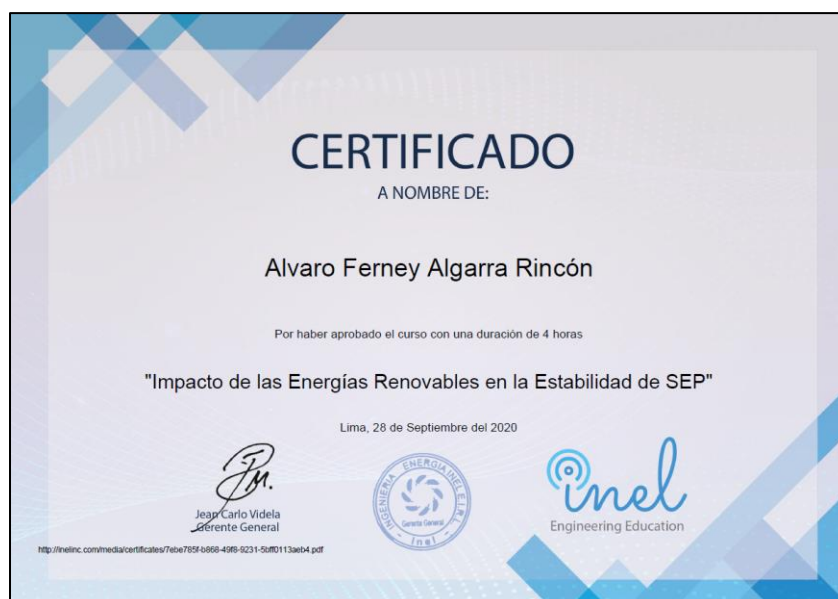 CERTIFICADO
A NOMBRE DE:
Alvaro Ferney Algarra Rincón
Por haber aprobado el curso con una duración de 4 horas
"Impacto de las Energías Renovables en la Estabilidad de SEP"
Lima, 28 de Septiembre del 2020
Jean Carlo Videla
Gerente General
INGENIERIA ENERGIA INEL E.I.R.L.
Gerente General
Inel
inel
Engineering Education
http://inelinc.com/media/certificates/7ebe785f-b868-49f8-9231-5bff0113aeb4.pdf